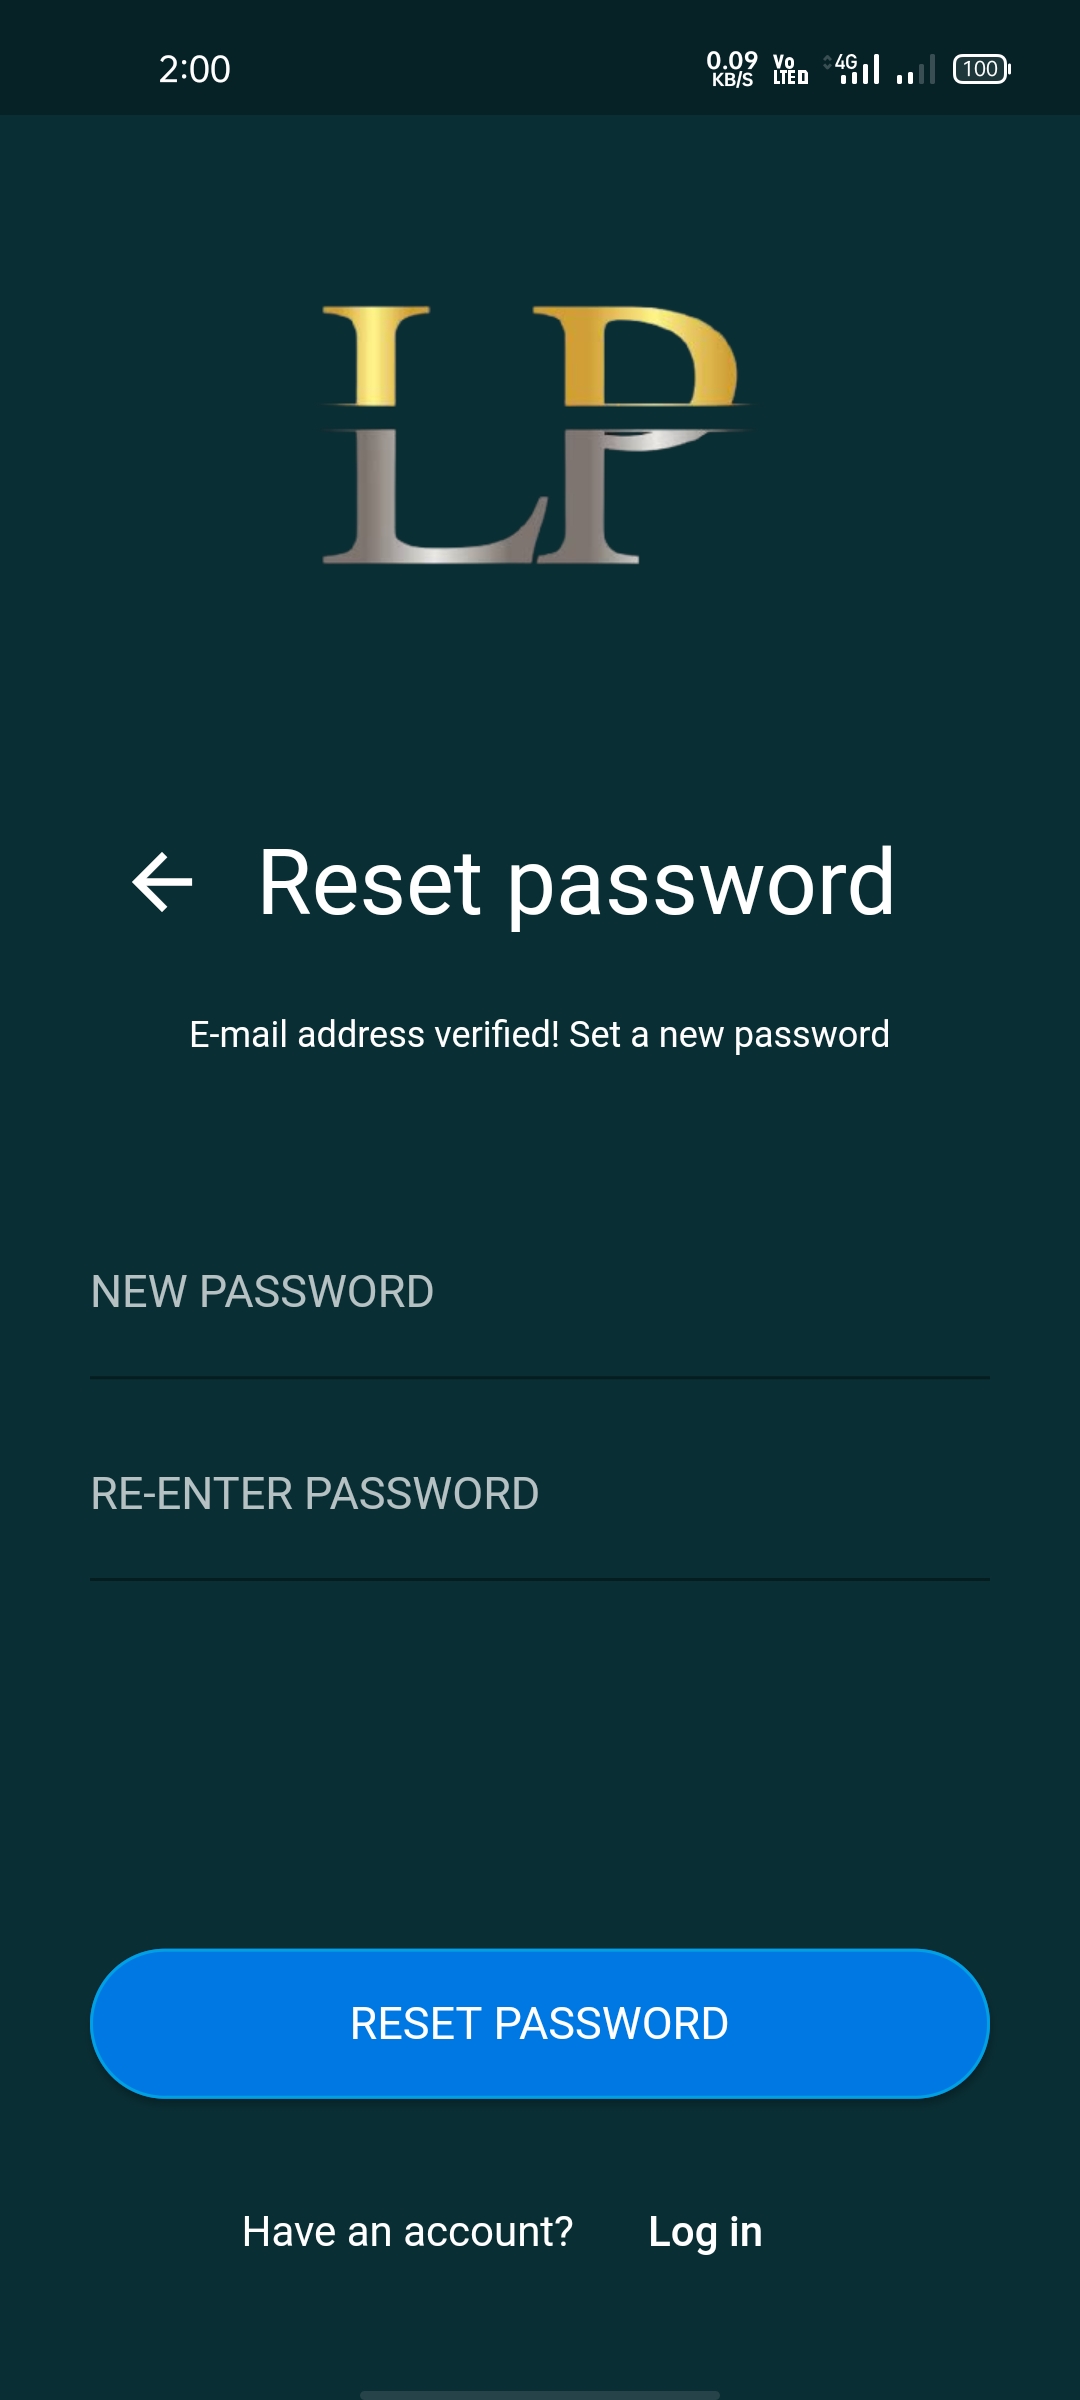 2:00
0.09 KB/S Vo LTE 4G 100
LP
Reset password
E-mail address verified! Set a new password
NEW PASSWORD
RE-ENTER PASSWORD
RESET PASSWORD
Have an account? Log in